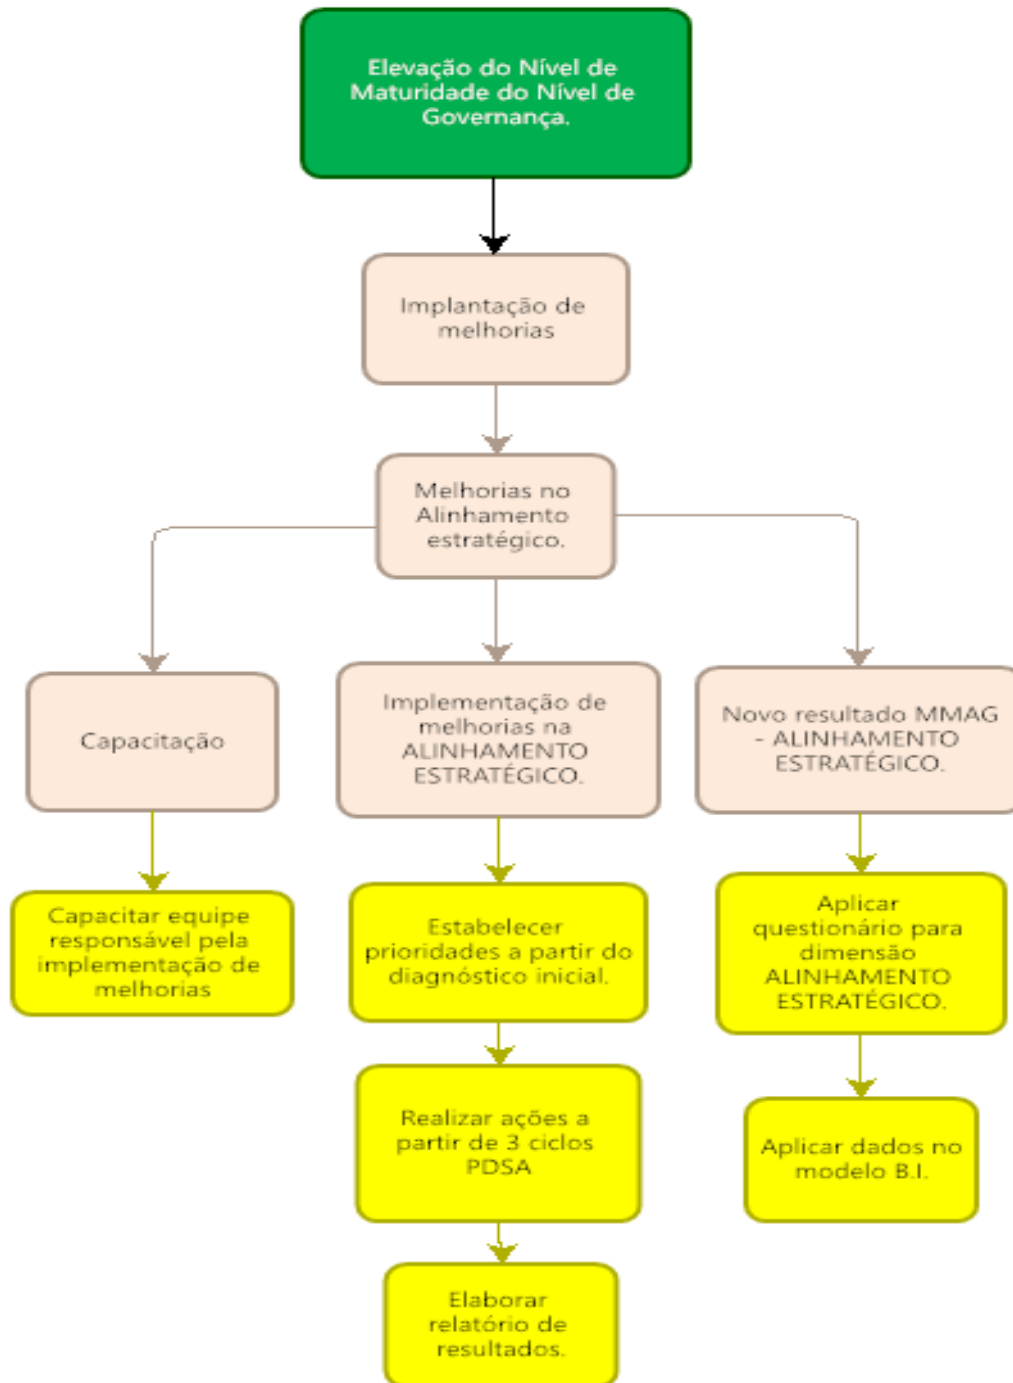 Elevação do Nível de
Maturidade do Nível de
Governança.
Implantação de
melhorias
Melhorias no
Alinhamento
estratégico.
Capacitação
Implementação de
melhorias na
ALINHAMENTO
ESTRATÉGICO.
Novo resultado MMAG
- ALINHAMENTO
ESTRATÉGICO.
Capacitar equipe
responsável pela
implementação de
melhorias
Estabelecer
prioridades a partir do
diagnóstico inicial.
Aplicar
questionário para
dimensão
ALINHAMENTO
ESTRATÉGICO.
Realizar ações a
partir de 3 ciclos
PDSA
Aplicar dados no
modelo B.I.
Elaborar
relatório de
resultados.